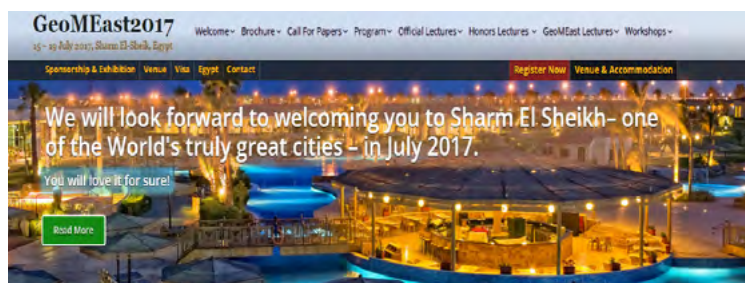 GeoMEast2017
15 - 19 July 2017, Sharm El-Sheik, Egypt
Welcome Brochure Call For Papers Program Official Lectures Honors Lectures GeoMEast Lectures Workshops
Sponsorship & Exhibition Venue Visa Egypt Contact Register Now Venue & Accommodation
We will look forward to welcoming you to Sharm El Sheikh– one
of the World's truly great cities – in July 2017.
You will love it for sure!
Read More